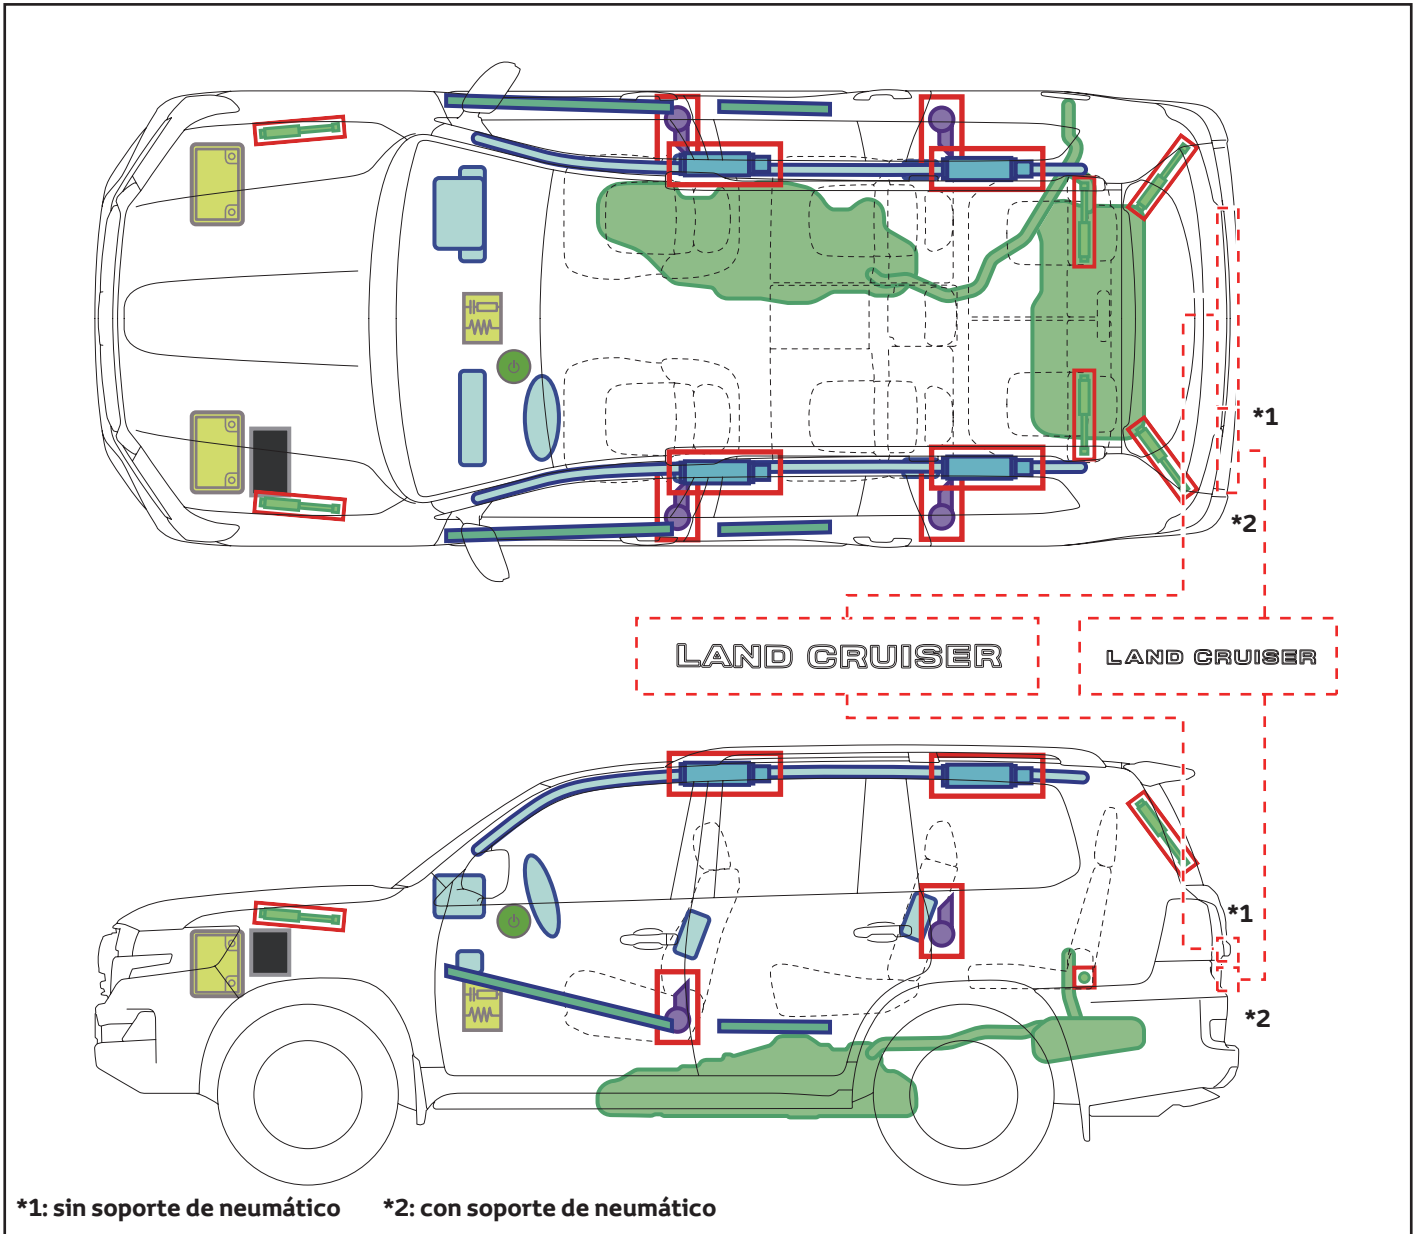 *1
*2
LAND CRUISER
LAND CRUISER
*1
*2
*1: sin soporte de neumático *2: con soporte de neumático